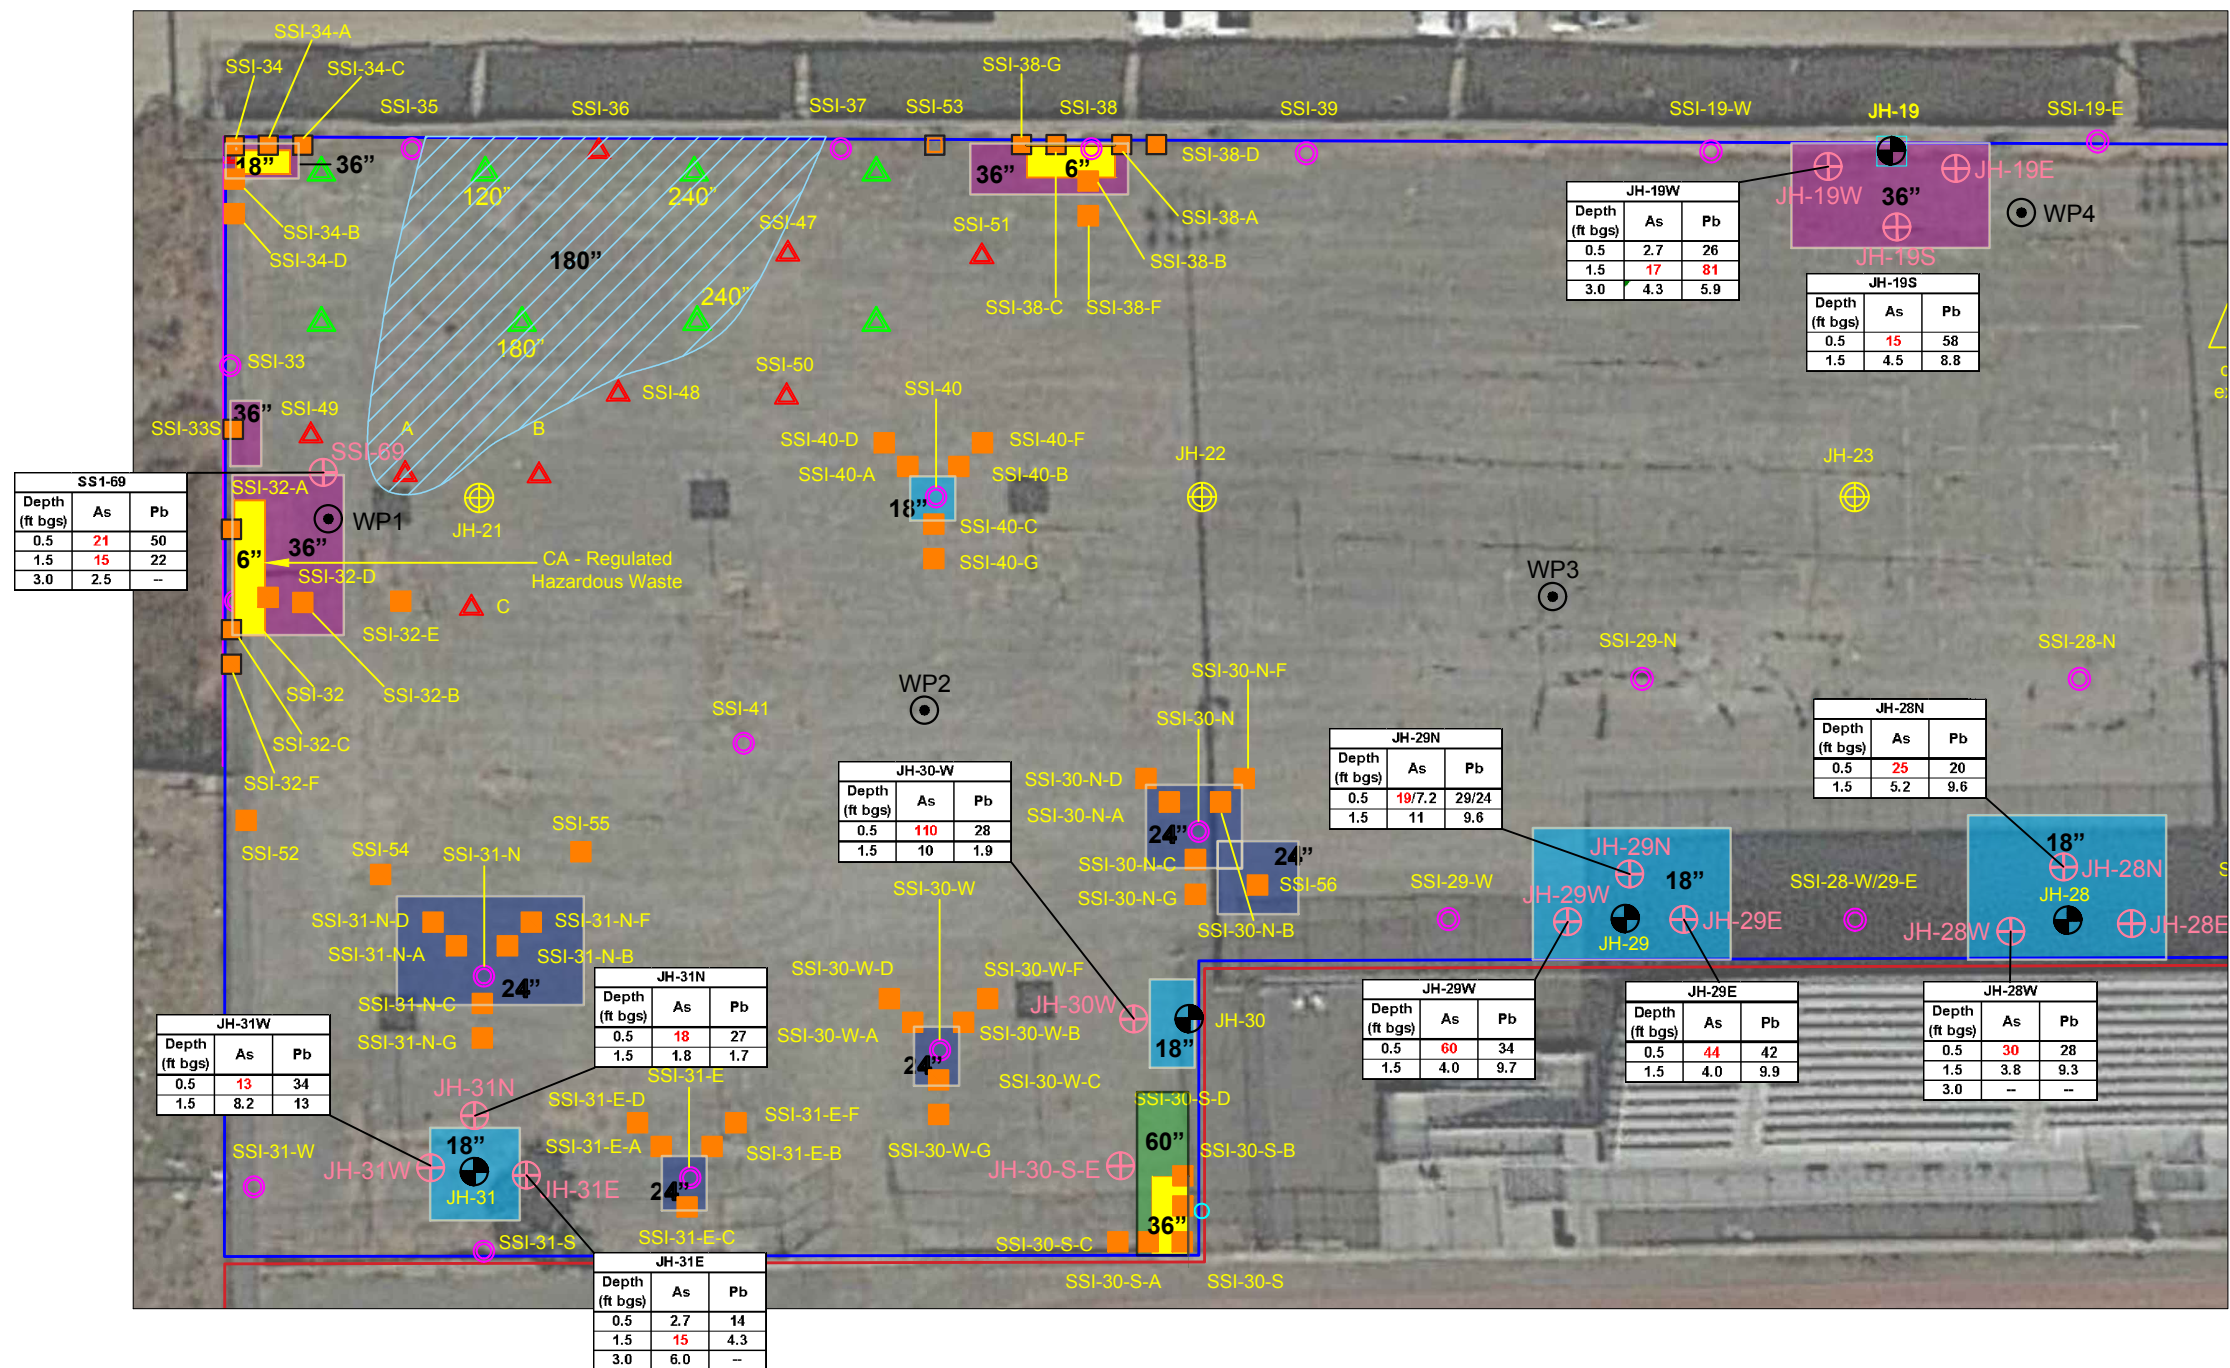 SSI-34-A
SSI-34
SSI-34-C
SSI-38-G
SSI-35
SSI-36
SSI-37
SSI-53
SSI-38
SSI-39
SSI-19-W
JH-19
SSI-19-E
18”
36”
120”
240”
36”
6”
SSI-38-D
JH-19W
JH-19E
36”
WP4
JH-19S
SSI-34-B
SSI-34-D
180”
SSI-47
SSI-51
SSI-38-A
SSI-38-B
SSI-38-C
SSI-38-F
240”
180”
JH-19W
Depth (ft bgs) As Pb
0.5 2.7 26
1.5 17 81
3.0 4.3 5.9
JH-19S
Depth (ft bgs) As Pb
0.5 15 58
1.5 4.5 8.8
SSI-33
SSI-50
SSI-48
SSI-40
36”
SSI-49
SSI-33S
A
B
SSI-69
SSI-40-D
SSI-40-F
SSI-40-A
SSI-40-B
18”
SSI-40-C
SSI-40-G
JH-22
JH-23
SS1-69
Depth (ft bgs) As Pb
0.5 21 50
1.5 15 22
3.0 2.5 --
SSI-32-A
WP1
JH-21
6”
36”
CA - Regulated
Hazardous Waste
SSI-32-D
C
SSI-32-E
WP3
SSI-29-N
SSI-28-N
SSI-32
SSI-32-B
SSI-32-C
SSI-32-F
SSI-41
WP2
SSI-30-N-F
SSI-30-N
SSI-30-N-D
SSI-30-N-A
24”
SSI-30-N-C
24”
SSI-56
SSI-30-N-G
SSI-30-N-B
JH-30-W
Depth (ft bgs) As Pb
0.5 110 28
1.5 10 1.9
JH-29N
Depth (ft bgs) As Pb
0.5 19/7.2 29/24
1.5 11 9.6
JH-28N
Depth (ft bgs) As Pb
0.5 25 20
1.5 5.2 9.6
SSI-52
SSI-54
SSI-55
SSI-31-N
SSI-31-N-D
SSI-31-N-F
SSI-31-N-A
SSI-31-N-B
24”
SSI-31-N-C
SSI-31-N-G
SSI-30-W
SSI-30-W-D
SSI-30-W-F
SSI-30-W-A
SSI-30-W-B
24”
SSI-30-W-C
SSI-30-W-G
SSI-29-W
JH-29N
JH-29W
18”
JH-29E
JH-29
SSI-28-W/29-E
18”
JH-28N
JH-28
JH-28W
JH-28E
JH-30W
JH-30
18”
JH-31W
Depth (ft bgs) As Pb
0.5 13 34
1.5 8.2 13
JH-31N
Depth (ft bgs) As Pb
0.5 18 27
1.5 1.8 1.7
JH-29W
Depth (ft bgs) As Pb
0.5 60 34
1.5 4.0 9.7
JH-29E
Depth (ft bgs) As Pb
0.5 44 42
1.5 4.0 9.9
JH-28W
Depth (ft bgs) As Pb
0.5 30 28
1.5 3.8 9.3
3.0 -- --
JH-31N
SSI-31-E
SSI-31-E-D
SSI-31-E-F
SSI-31-E-A
SSI-31-E-B
24”
SSI-31-E-C
SSI-30-S-D
60”
SSI-30-S-B
JH-30-S-E
36”
SSI-30-S-C
SSI-30-S-A
SSI-30-S
SSI-31-W
18”
JH-31W
JH-31
JH-31E
SSI-31-S
JH-31E
Depth (ft bgs) As Pb
0.5 2.7 14
1.5 15 4.3
3.0 6.0 --